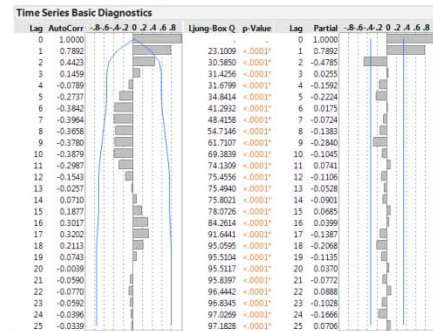 Time Series Basic Diagnostics
Lag AutoCorr -.8-.6-.4-.2 0 .2 .4 .6 .8 Ljung-Box Q p-Value Lag Partial -.8-.6-.4-.2 0 .2 .4 .6 .8
0 1.0000 . . 0 1.0000
1 0.7892 23.1009 <.0001* 1 0.7892
2 0.4423 30.5850 <.0001* 2 -0.4785
3 0.1459 31.4256 <.0001* 3 0.0255
4 -0.0789 31.6799 <.0001* 4 -0.1592
5 -0.2737 34.8414 <.0001* 5 -0.2224
6 -0.3842 41.2932 <.0001* 6 0.0175
7 -0.3964 48.4158 <.0001* 7 -0.0724
8 -0.3658 54.7146 <.0001* 8 -0.1383
9 -0.3780 61.7107 <.0001* 9 -0.2840
10 -0.3879 69.3839 <.0001* 10 -0.1045
11 -0.2987 74.1309 <.0001* 11 0.0741
12 -0.1543 75.4556 <.0001* 12 -0.1106
13 -0.0257 75.4940 <.0001* 13 -0.0528
14 0.0710 75.8021 <.0001* 14 -0.0901
15 0.1877 78.0726 <.0001* 15 0.0685
16 0.3017 84.2614 <.0001* 16 0.0399
17 0.3202 91.6441 <.0001* 17 -0.1387
18 0.2113 95.0595 <.0001* 18 -0.2068
19 0.0743 95.5104 <.0001* 19 -0.1135
20 -0.0039 95.5117 <.0001* 20 0.0370
21 -0.0590 95.8397 <.0001* 21 -0.0772
22 -0.0770 96.4442 <.0001* 22 0.0888
23 -0.0592 96.8345 <.0001* 23 -0.1028
24 -0.0396 97.0269 <.0001* 24 -0.1666
25 -0.0339 97.1828 <.0001* 25 0.0706